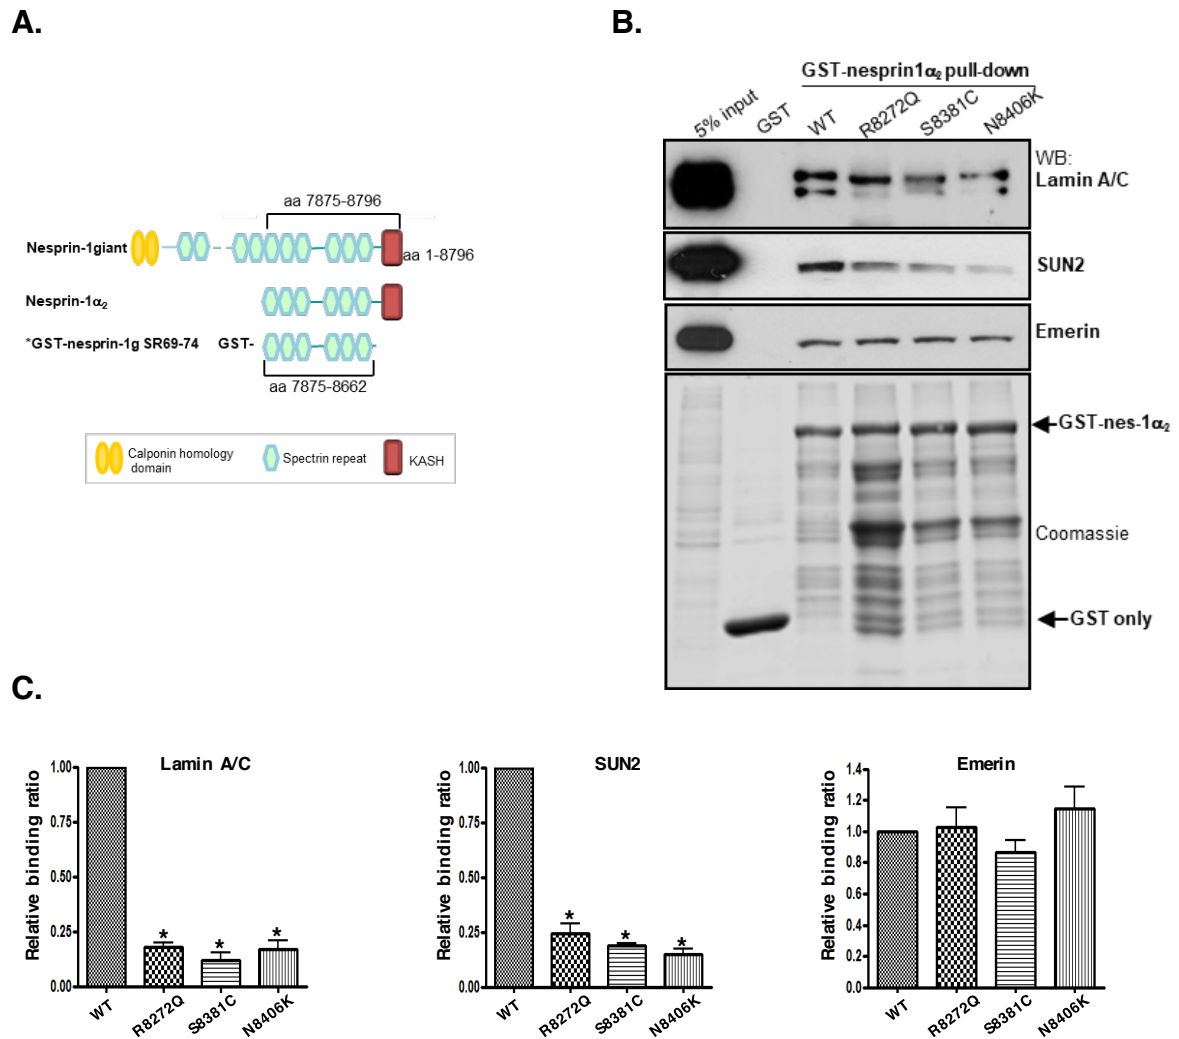 A.
aa 7875-8796
Nesprin-1giant
aa 1-8796
Nesprin-1α2
*GST-nesprin-1g SR69-74 GST-
aa 7875-8662
Calponin homology
domain
Spectrin repeat
KASH
B.
GST-nesprin1α2 pull-down
5% input GST WT R8272Q S8381C N8406K
WB:
Lamin A/C
SUN2
Emerin
GST-nes-1α2
Coomassie
GST only
C.
Lamin A/C
Relative binding ratio
1.00
0.75
0.50
0.25
0.00
* * *
WT R8272Q S8381C N8406K
SUN2
Relative binding ratio
1.00
0.75
0.50
0.25
0.00
* * *
WT R8272Q S8381C N8406K
Emerin
Relative binding ratio
1.4
1.2
1.0
0.8
0.6
0.4
0.2
0.0
WT R8272Q S8381C N8406K